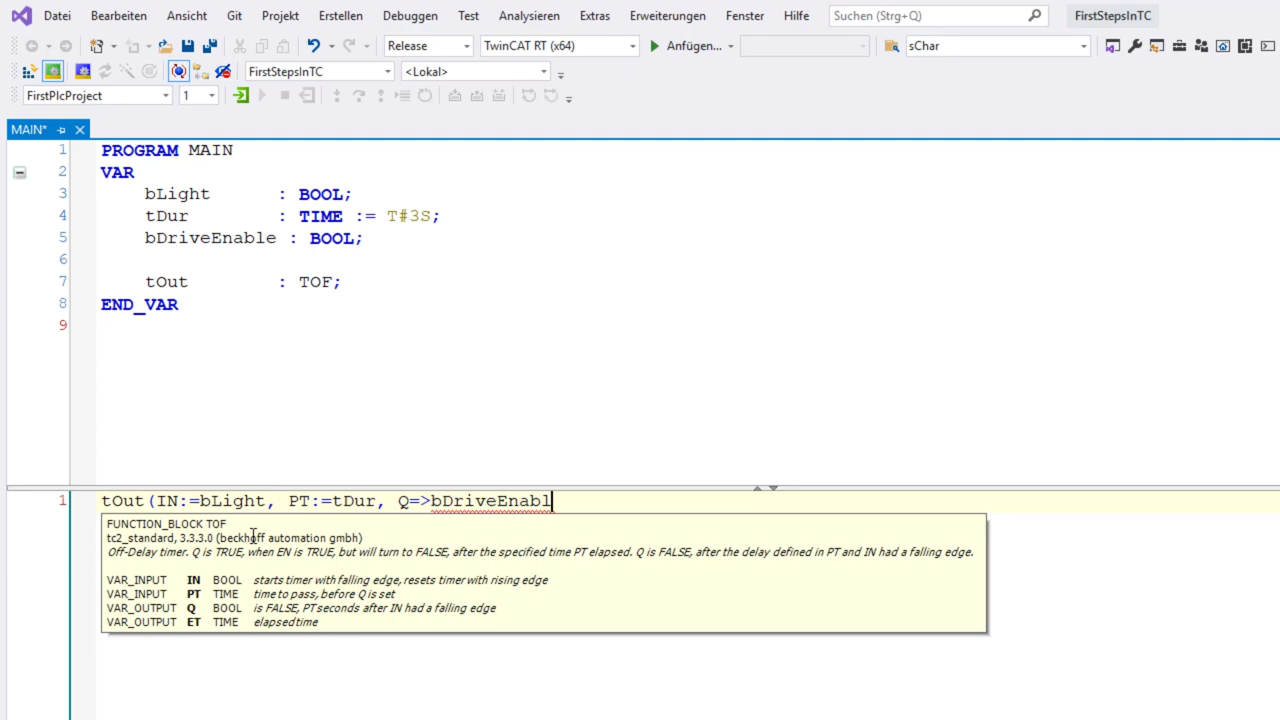 Datei Bearbeiten Ansicht Git Projekt Erstellen Debuggen Test Analysieren Extras Erweiterungen Fenster Hilfe Suchen (Strg+Q) FirstStepsInTC
Release TwinCAT RT (x64) Anfügen... sChar
FirstStepsInTC <Lokal>
FirstPlcProject 1
MAIN*
1 PROGRAM MAIN
2 VAR
3 bLight : BOOL;
4 tDur : TIME := T#3S;
5 bDriveEnable : BOOL;
6
7 tOut : TOF;
8 END_VAR
9
1 tOut(IN:=bLight, PT:=tDur, Q=>bDriveEnabl
FUNCTION_BLOCK TOF
tc2_standard, 3.3.3.0 (beckhoff automation gmbh)
Off-Delay timer. Q is TRUE, when EN is TRUE, but will turn to FALSE, after the specified time PT elapsed. Q is FALSE, after the delay defined in PT and IN had a falling edge.
VAR_INPUT IN BOOL starts timer with falling edge, resets timer with rising edge
VAR_INPUT PT TIME time to pass, before Q is set
VAR_OUTPUT Q BOOL is FALSE, PT seconds after IN had a falling edge
VAR_OUTPUT ET TIME elapsed time